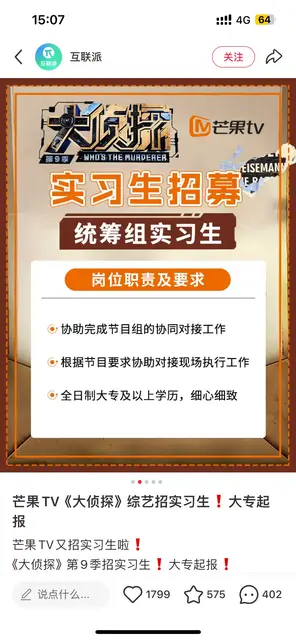 15:07
4G 64
互联派
互联派
关注
大侦探
第9季
WHO'S THE MURDERER
芒果tv
EISEMAN
实习生招募
统筹组实习生
岗位职责及要求
协助完成节目组的协同对接工作
根据节目要求协助对接现场执行工作
全日制大专及以上学历，细心细致
芒果TV《大侦探》综艺招实习生❗大专起
报
芒果TV又招实习生啦❗
《大侦探》第9季招实习生❗大专起报❗
说点什么...
1799
575
402